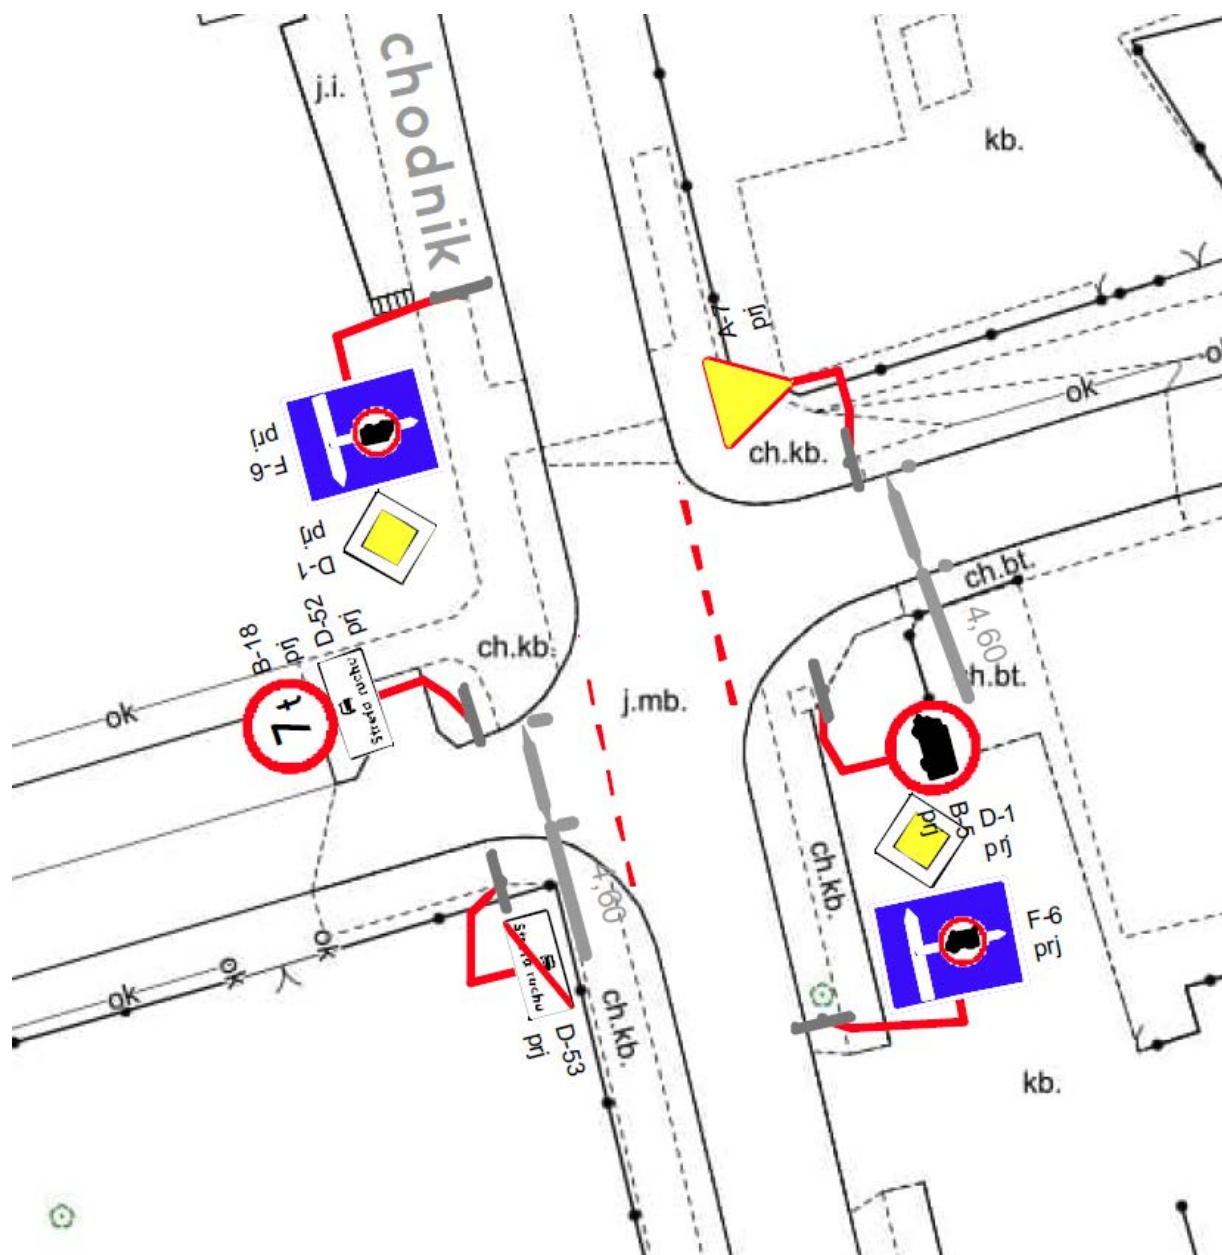 chodnik
j.i.
kb.
A-7
prj
ok
ok
ch.kb.
F-6
prj
D-1
prj
ch.bt.
4,60
ch.bt.
B-18
prj
D-52
prj
7 t
Strefa ruchu
ch.kb.
j.mb.
ok
B-5
prj
D-1
prj
ch.kb.
F-6
prj
4,60
Strefa ruchu
D-53
prj
ok
ok
ok
ch.kb.
kb.